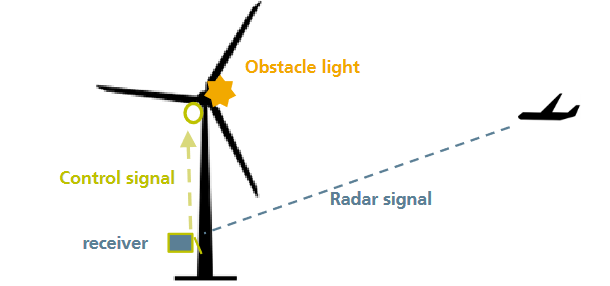 Obstacle light
Control signal
Radar signal
receiver